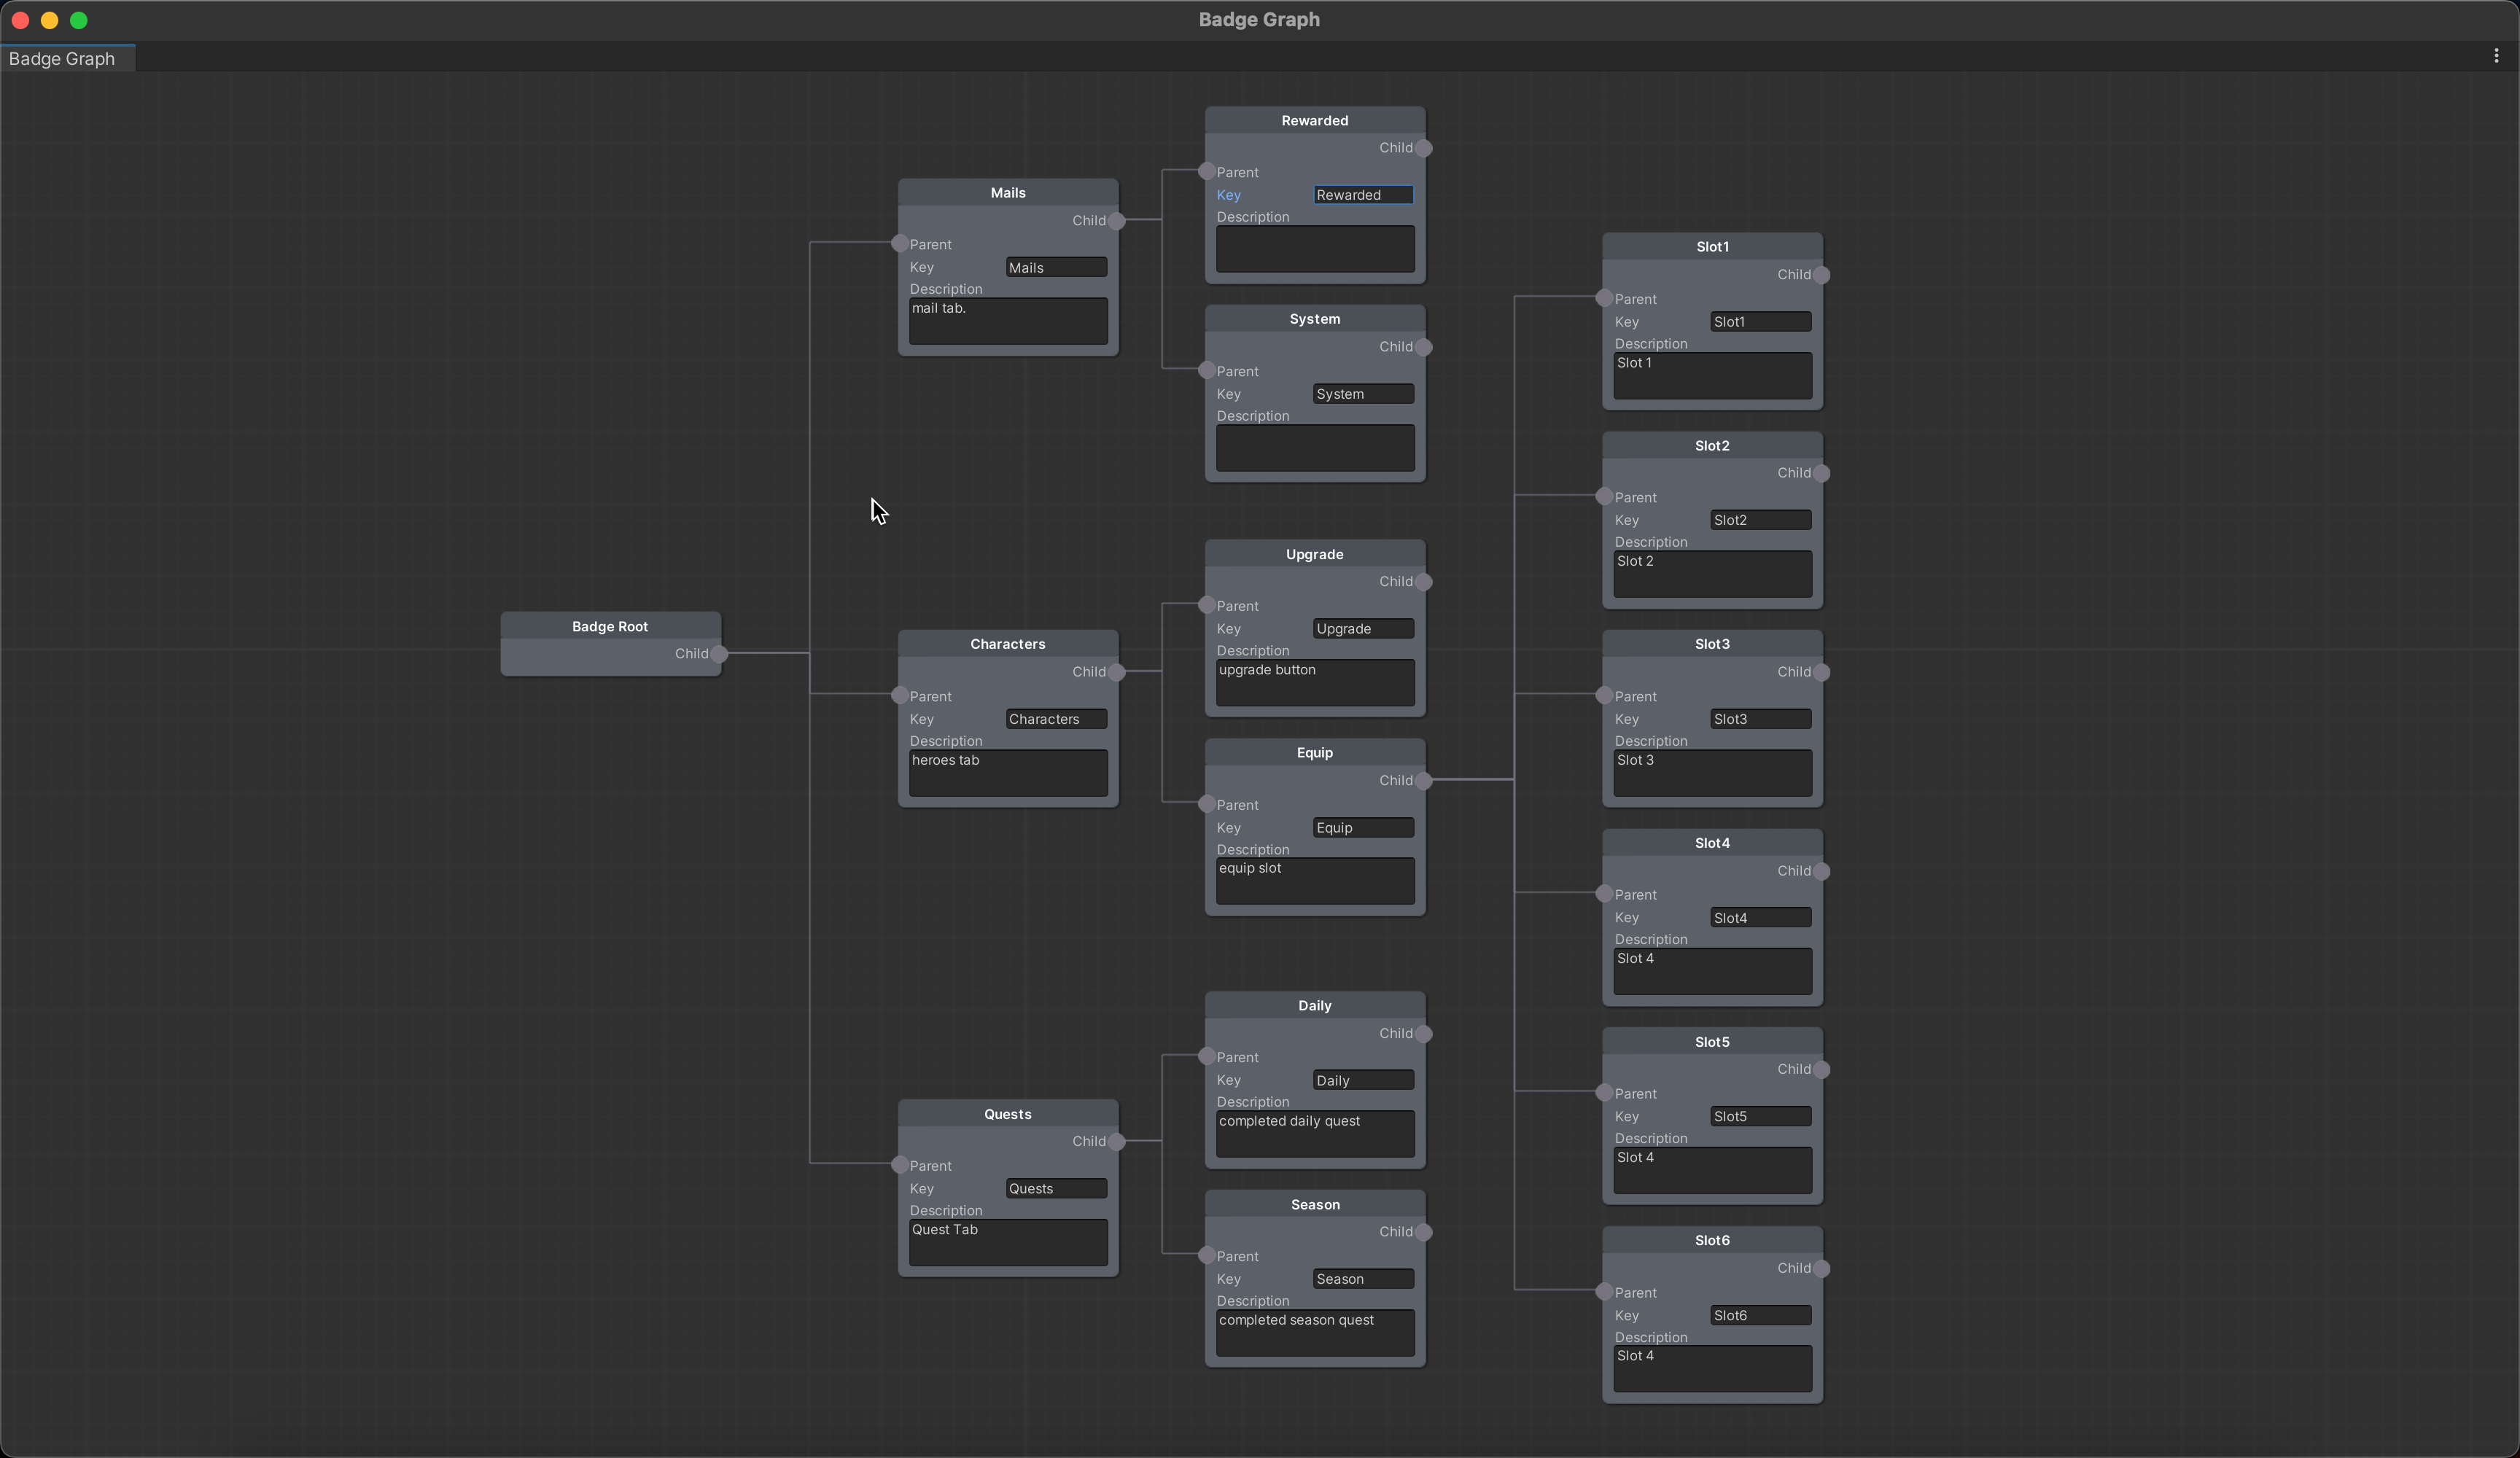 Badge Graph
Badge Graph
Badge Root
Child
Mails
Child
Parent
Key Mails
Description
mail tab.
Characters
Child
Parent
Key Characters
Description
heroes tab
Quests
Child
Parent
Key Quests
Description
Quest Tab
Rewarded
Child
Parent
Key Rewarded
Description
System
Child
Parent
Key System
Description
Upgrade
Child
Parent
Key Upgrade
Description
upgrade button
Equip
Child
Parent
Key Equip
Description
equip slot
Daily
Child
Parent
Key Daily
Description
completed daily quest
Season
Child
Parent
Key Season
Description
completed season quest
Slot1
Child
Parent
Key Slot1
Description
Slot 1
Slot2
Child
Parent
Key Slot2
Description
Slot 2
Slot3
Child
Parent
Key Slot3
Description
Slot 3
Slot4
Child
Parent
Key Slot4
Description
Slot 4
Slot5
Child
Parent
Key Slot5
Description
Slot 4
Slot6
Child
Parent
Key Slot6
Description
Slot 4